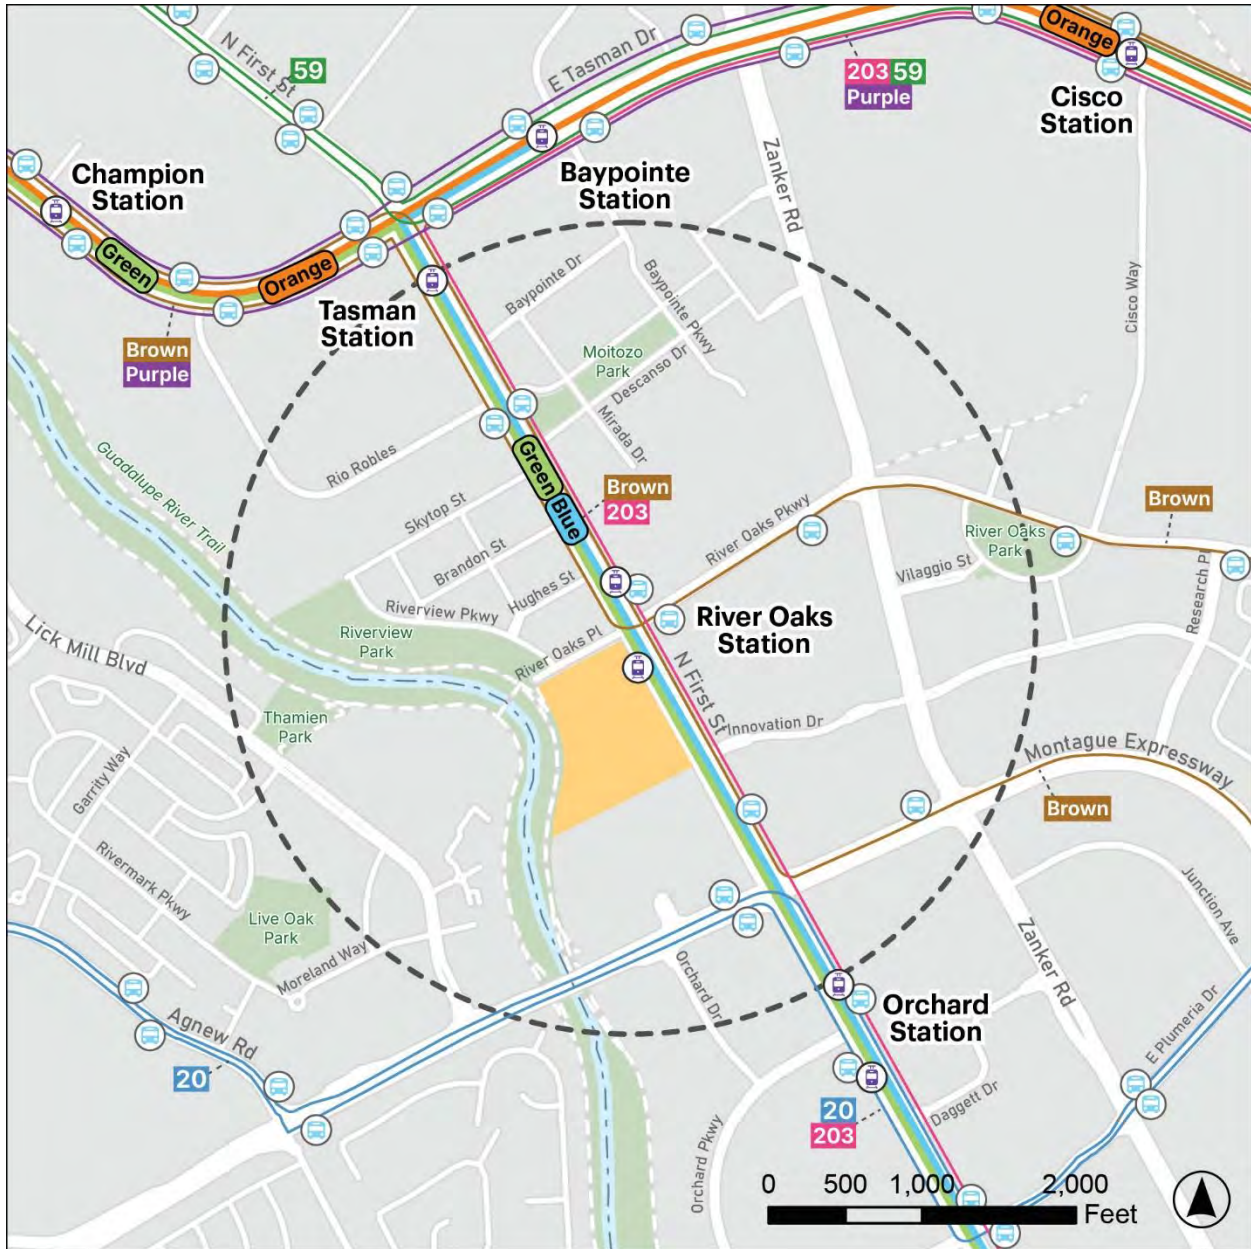 N First St
59
E Tasman Dr
Orange
203 59
Purple
Cisco
Station
Champion
Station
Baypointe
Station
Zanker Rd
Green
Orange
Tasman
Station
Baypointe Dr
Baypointe Pkwy
Cisco Way
Brown
Purple
Moitozo
Park
Descanso Dr
Mirada Dr
Guadalupe River Trail
Rio Robles
Green
Blue
Brown
203
Skytop St
Brandon St
Hughes St
River Oaks Pkwy
Brown
River Oaks
Park
Vilaggio St
Research Pl
Riverview Pkwy
Riverview
Park
River Oaks Pl
River Oaks
Station
Lick Mill Blvd
N First St
Thamien
Park
Innovation Dr
Montague Expressway
Garrity Way
Brown
Rivermark Pkwy
Junction Ave
Live Oak
Park
Moreland Way
Orchard Dr
Zanker Rd
Agnew Rd
Orchard
Station
E Plumeria Dr
20
20
203
Daggett Dr
Orchard Pkwy
0 500 1,000 2,000
Feet